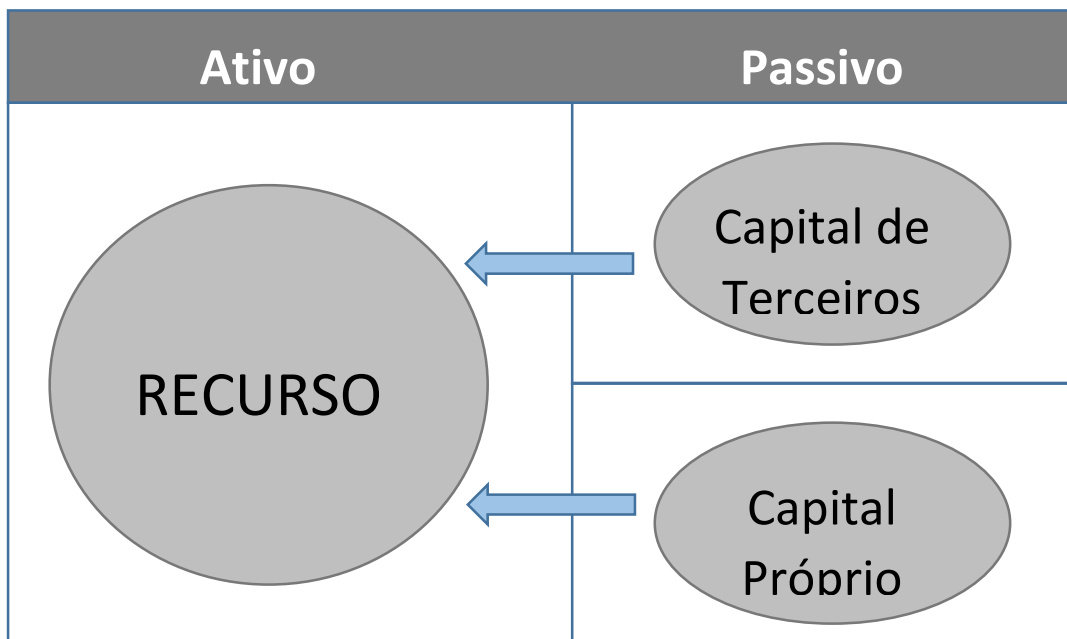 Ativo
Passivo
RECURSO
Capital de
Terceiros
Capital
Próprio